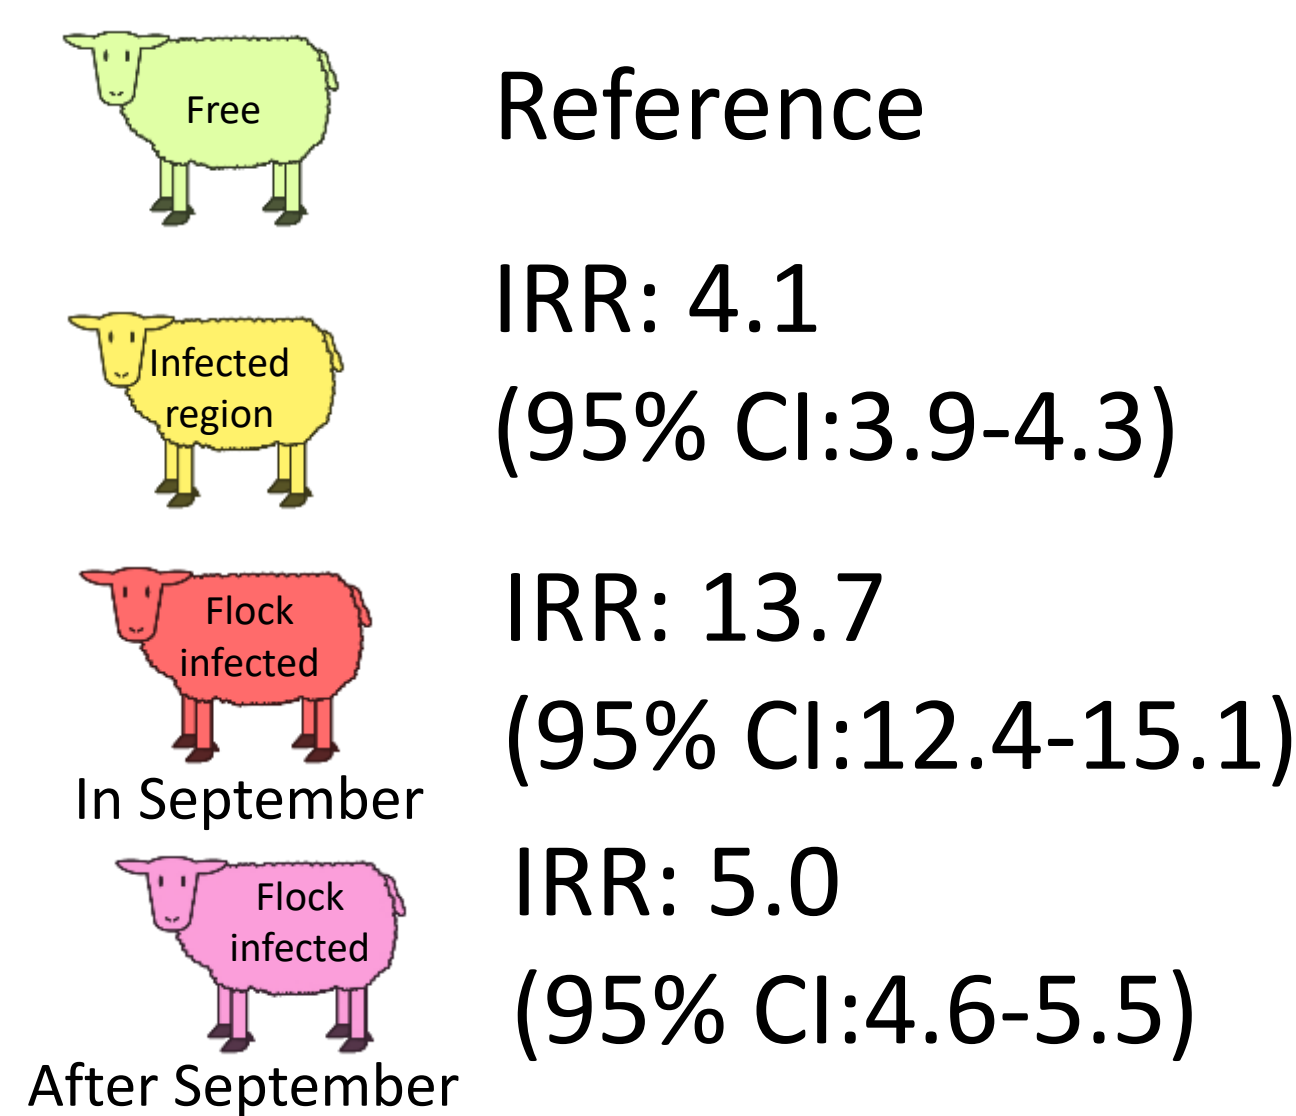 Free
Reference
Infected
region
IRR: 4.1
(95% CI:3.9-4.3)
Flock
infected
In September
IRR: 13.7
(95% CI:12.4-15.1)
Flock
infected
After September
IRR: 5.0
(95% CI:4.6-5.5)